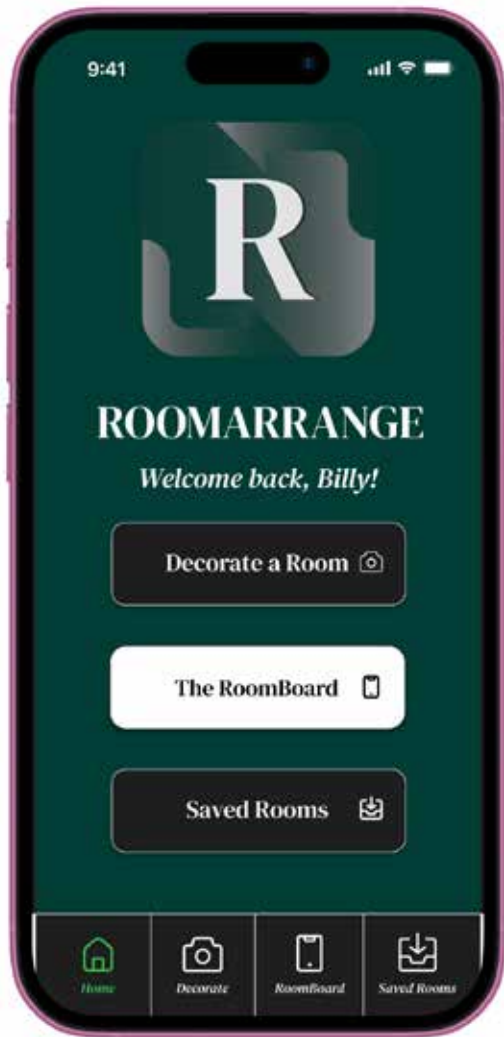 9:41
R
ROOMARRANGE
Welcome back, Billy!
Decorate a Room
The RoomBoard
Saved Rooms
Home
Decorate
RoomBoard
Saved Rooms